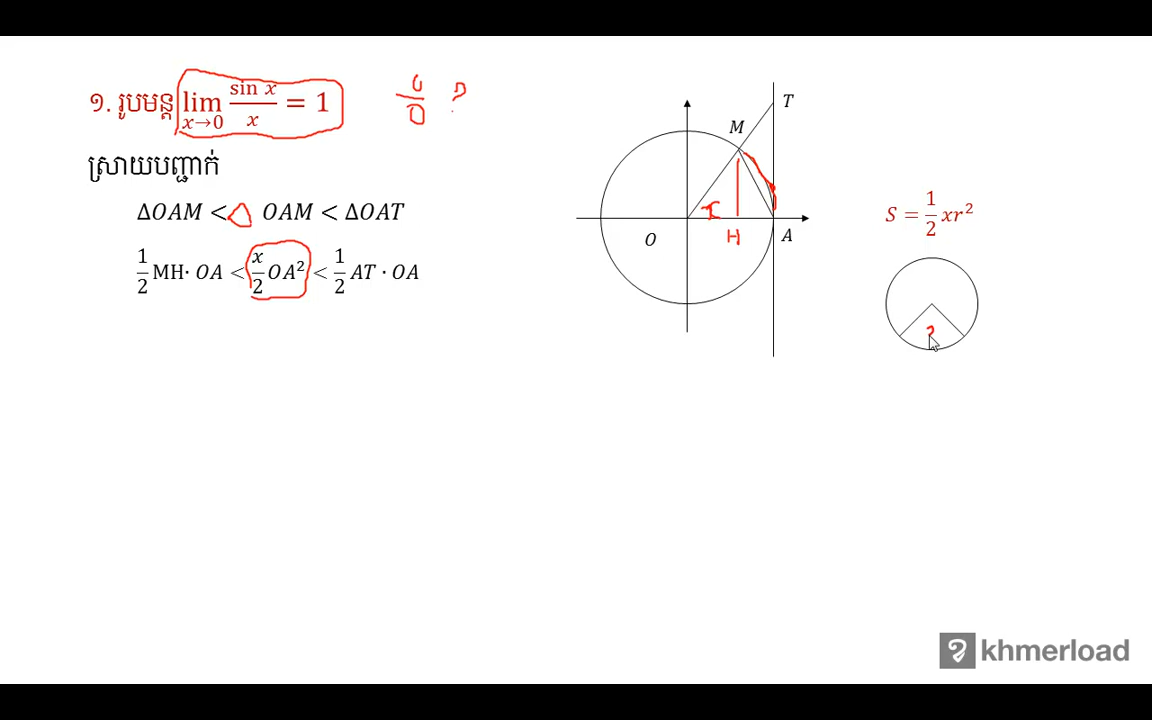 ១. រូបមន្ត lim x→0 sin x / x = 1 0/0 ?
ស្រាយបញ្ជាក់
ΔOAM < OAM < ΔOAT
1/2 MH· OA < x/2 OA² < 1/2 AT · OA
T
M
x
O
H
A
S = 1/2 xr²
?
khmerload